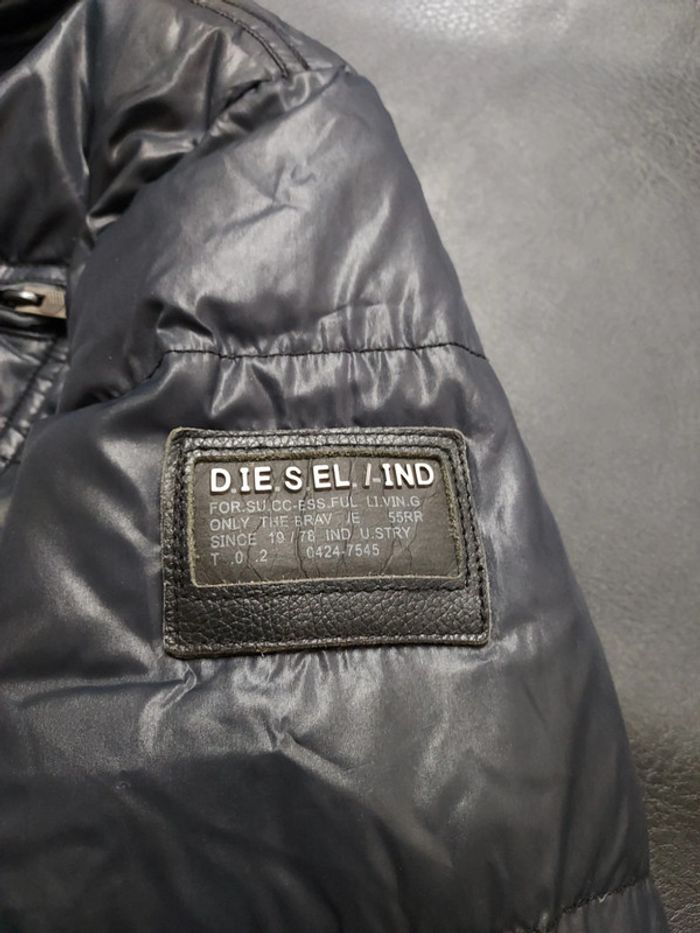 D.IE.S.EL./-IND
FOR.SU.CC-ESS.FUL LI.VIN.G
ONLY THE BRAV /E 55RR
SINCE 19/78 IND U.STRY
T .0 .2 0424-7545